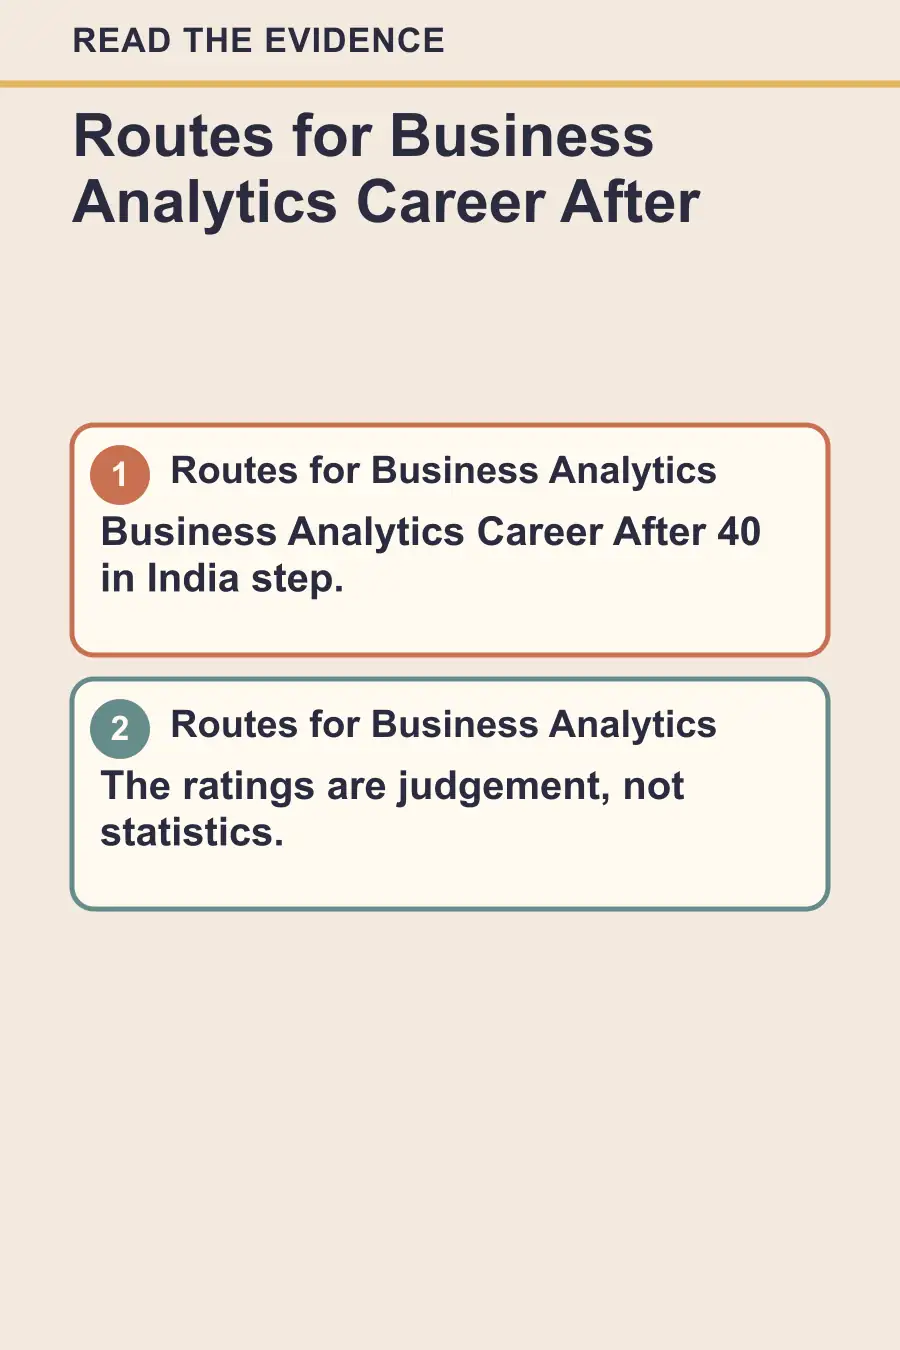 READ THE EVIDENCE
Routes for Business
Analytics Career After
1 Routes for Business Analytics
Business Analytics Career After 40
in India step.
2 Routes for Business Analytics
The ratings are judgement, not
statistics.